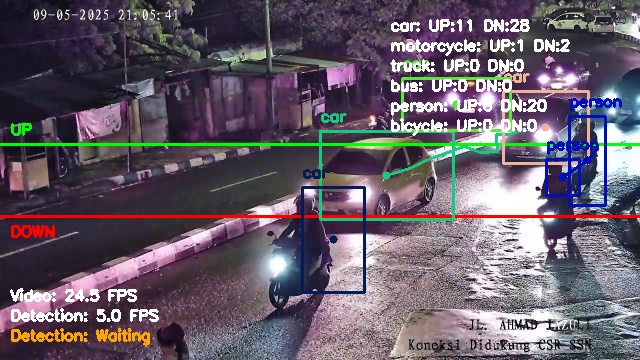 09-05-2025 21:05:41
car: UP:11 DN:28
motorcycle: UP:1 DN:2
truck: UP:0 DN:0
bus: UP:0 DN:0
car
person: UP:6 DN:20
person
bicycle: UP:0 DN:0
car
UP
person
car
DOWN
Video: 24.5 FPS
Detection: 5.0 FPS
Detection: Waiting
JL. AHMAD
Koneksi Didukung CSR SSN